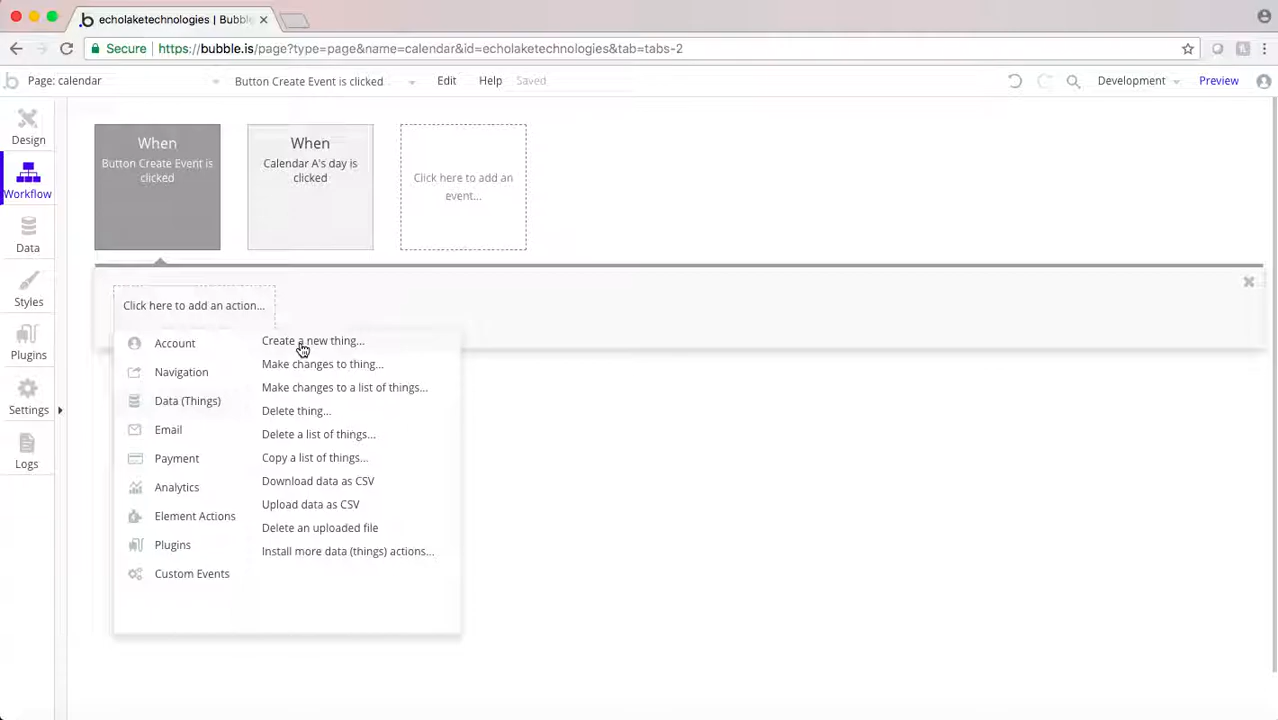 echolaketechnologies | Bubble
Secure
https://bubble.is/page?type=page&name=calendar&id=echolaketechnologies&tab=tabs-2
Page: calendar
Button Create Event is clicked
Edit
Help
Saved
Development
Preview
Design
Workflow
Data
Styles
Plugins
Settings
Logs
When
Button Create Event is
clicked
When
Calendar A's day is
clicked
Click here to add an
event...
Click here to add an action...
Account
Navigation
Data (Things)
Email
Payment
Analytics
Element Actions
Plugins
Custom Events
Create a new thing...
Make changes to thing...
Make changes to a list of things...
Delete thing...
Delete a list of things...
Copy a list of things...
Download data as CSV
Upload data as CSV
Delete an uploaded file
Install more data (things) actions...